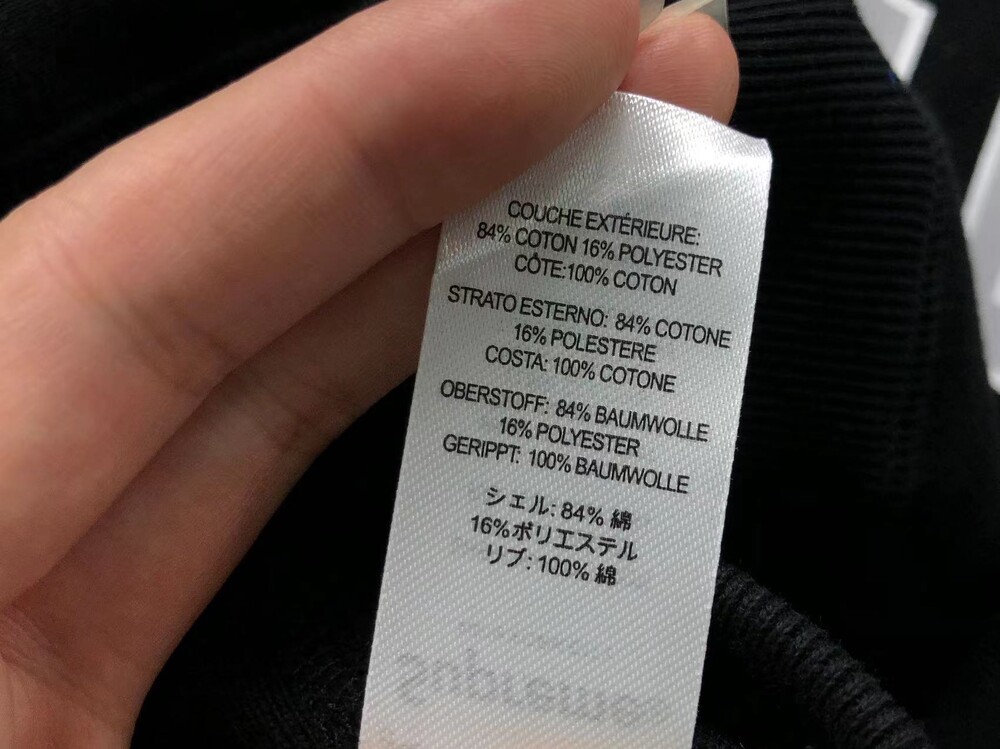 COUCHE EXTÉRIEURE:
84% COTON 16% POLYESTER
CÔTE:100% COTON
STRATO ESTERNO: 84% COTONE
16% POLESTERE
COSTA: 100% COTONE
OBERSTOFF: 84% BAUMWOLLE
16% POLYESTER
GERIPPT: 100% BAUMWOLLE
シェル: 84% 綿
16%ポリエステル
リブ: 100% 綿